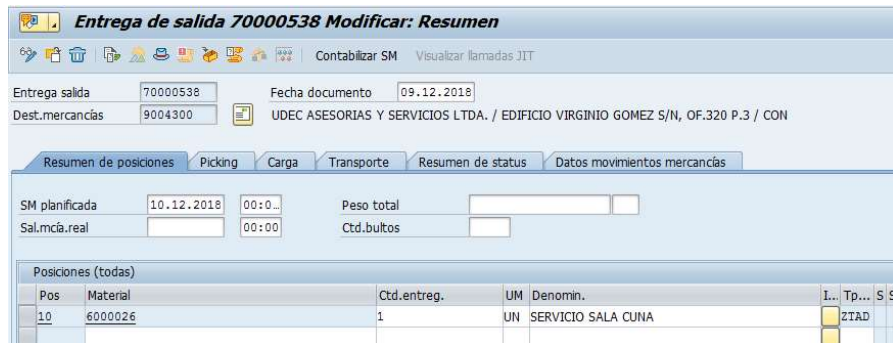 Entrega de salida 70000538 Modificar: Resumen
Contabilizar SM Visualizar llamadas JIT
Entrega salida 70000538 Fecha documento 09.12.2018
Dest.mercancías 9004300 UDEC ASESORIAS Y SERVICIOS LTDA. / EDIFICIO VIRGINIO GOMEZ S/N, OF.320 P.3 / CON
Resumen de posiciones Picking Carga Transporte Resumen de status Datos movimientos mercancías
SM planificada 10.12.2018 00:0… Peso total
Sal.mcía.real 00:00 Ctd.bultos
Posiciones (todas)
Pos Material Ctd.entreg. UM Denomin. I... Tp... S S
10 6000026 1 UN SERVICIO SALA CUNA ZTAD